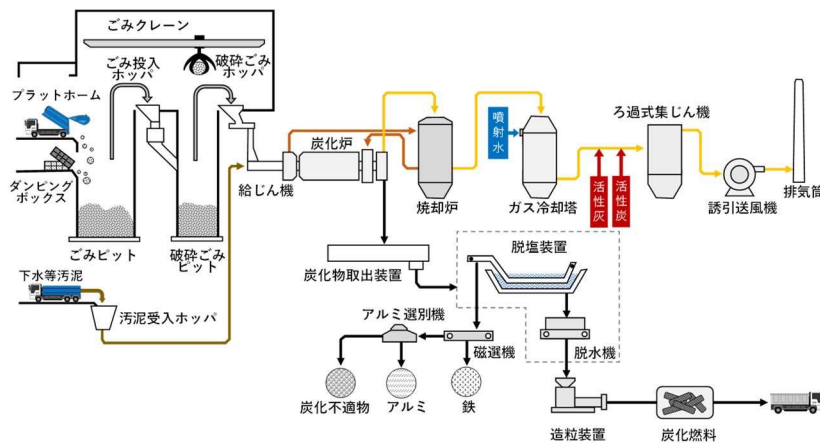 ごみクレーン
ごみ投入
ホッパ
破砕ごみ
ホッパ
プラットホーム
ダンピング
ボックス
ごみピット
破砕ごみ
ピット
給じん機
炭化炉
焼却炉
噴射水
ガス冷却塔
活性灰
活性炭
ろ過式集じん機
誘引送風機
排気筒
下水等汚泥
汚泥受入ホッパ
炭化物取出装置
脱塩装置
アルミ選別機
磁選機
脱水機
炭化不適物
アルミ
鉄
造粒装置
炭化燃料